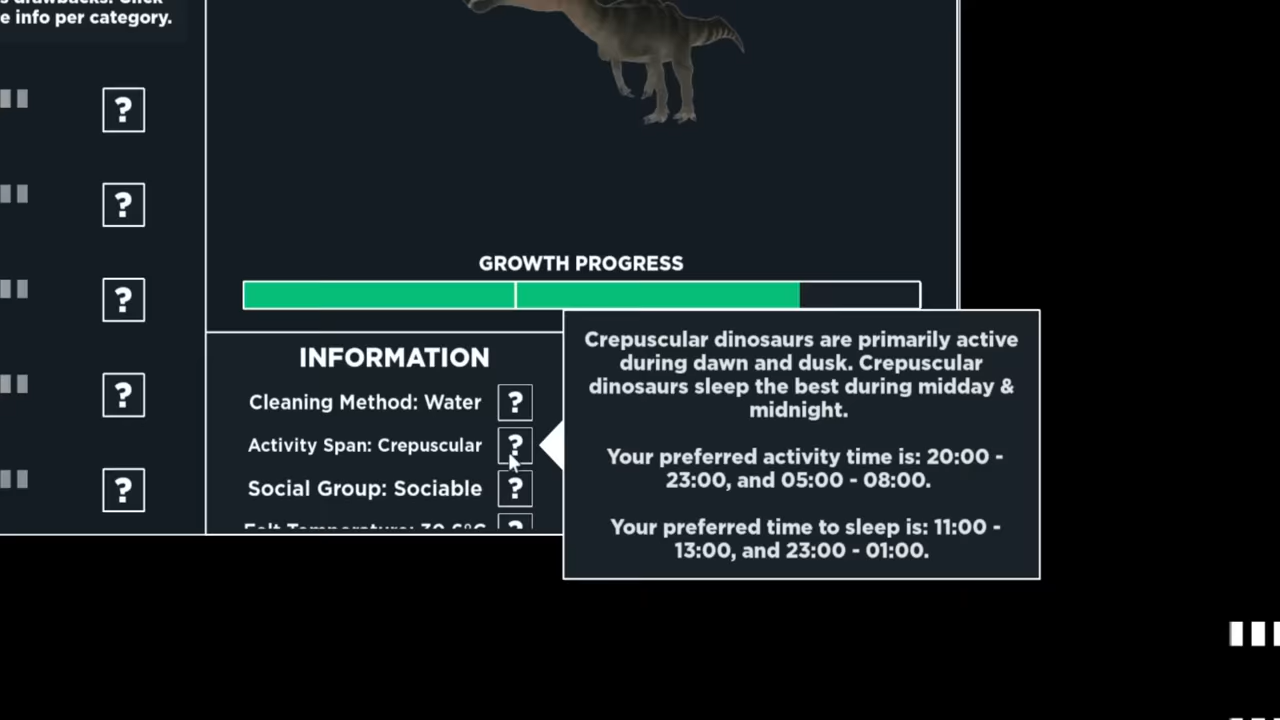 e info per category.
?
?
?
?
?
GROWTH PROGRESS
INFORMATION
Cleaning Method: Water ?
Activity Span: Crepuscular ?
Social Group: Sociable ?
Crepuscular dinosaurs are primarily active
during dawn and dusk. Crepuscular
dinosaurs sleep the best during midday &
midnight.
Your preferred activity time is: 20:00 -
23:00, and 05:00 - 08:00.
Your preferred time to sleep is: 11:00 -
13:00, and 23:00 - 01:00.